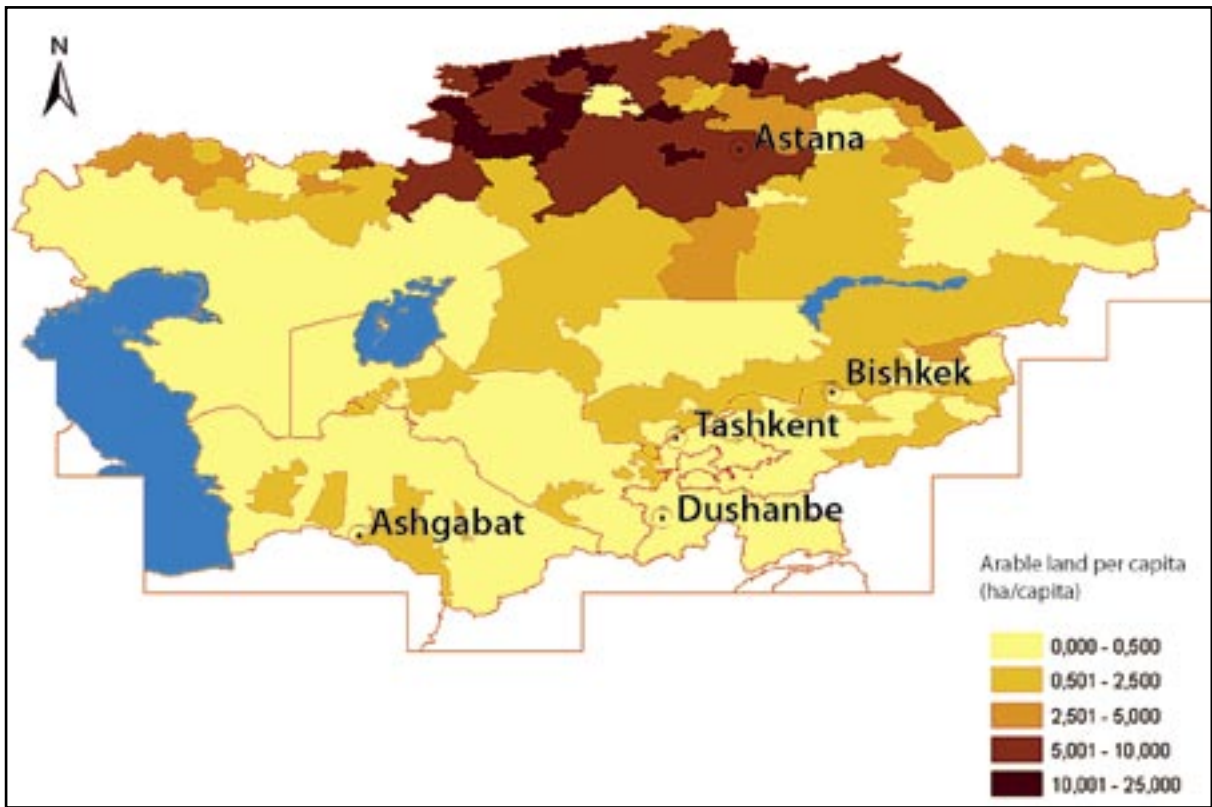 N
Astana
Bishkek
Tashkent
Dushanbe
Ashgabat
Arable land per capita
(ha/capita)
0,000 - 0,500
0,501 - 2,500
2,501 - 5,000
5,001 - 10,000
10,001 - 25,000